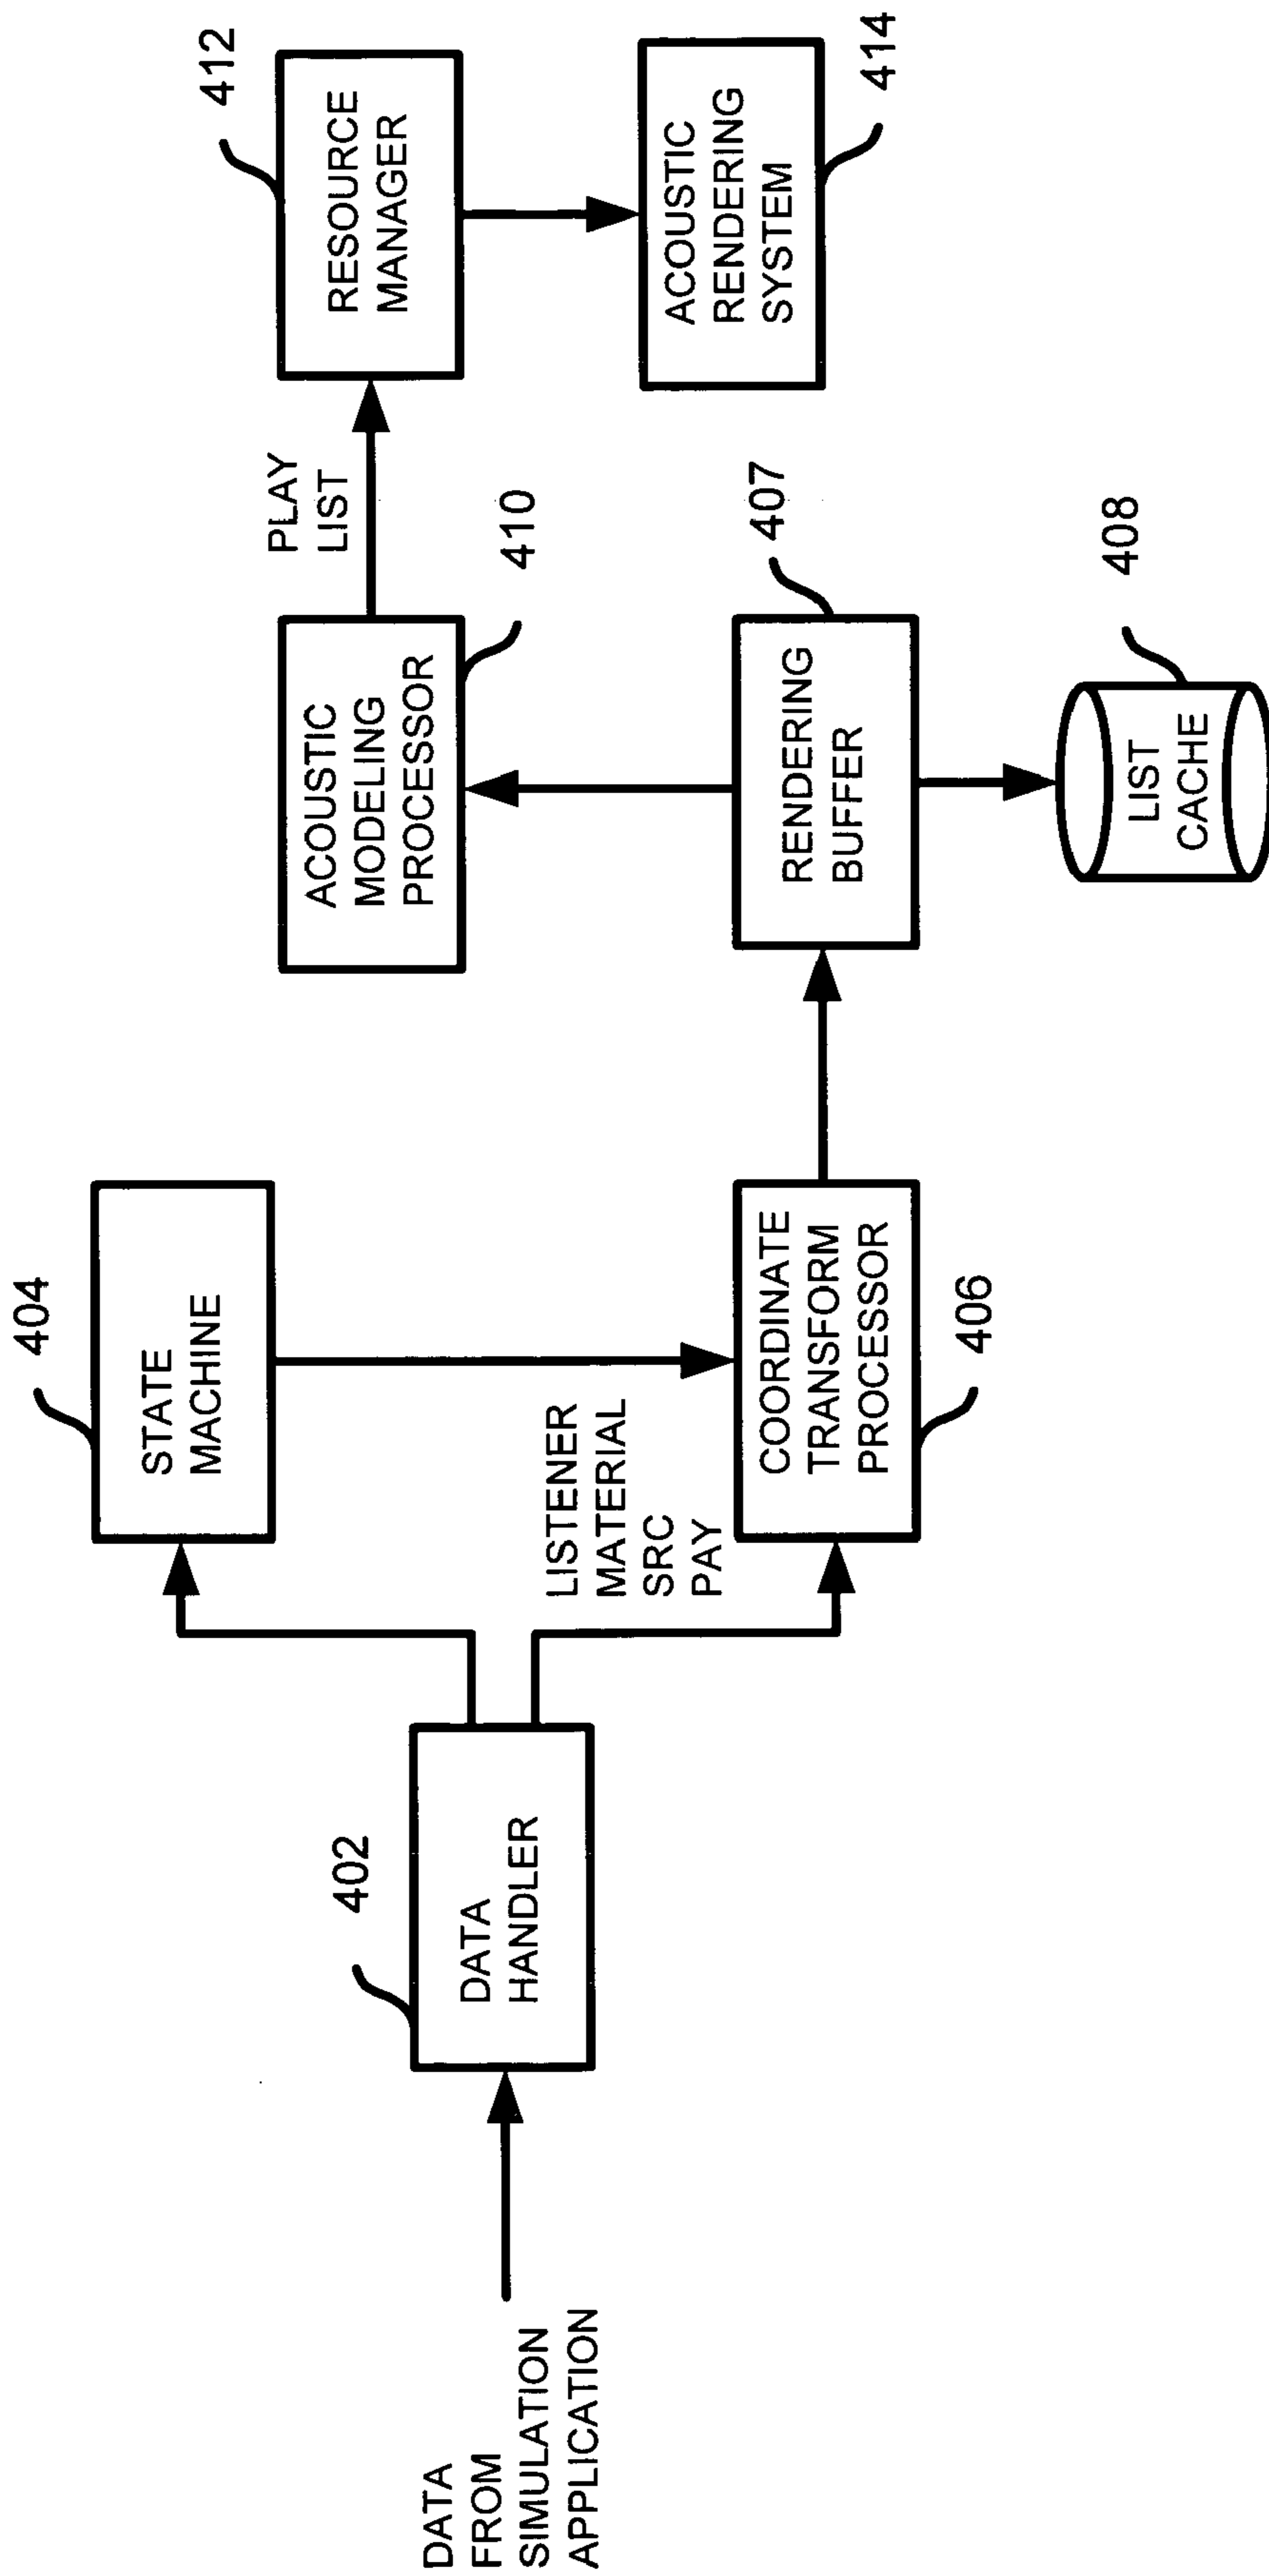 404
STATE
MACHINE
412
RESOURCE
MANAGER
PLAY
LIST
ACOUSTIC
MODELING
PROCESSOR
410
402
DATA
HANDLER
DATA
FROM
SIMULATION
APPLICATION
LISTENER
MATERIAL
SRC
PAY
COORDINATE
TRANSFORM
PROCESSOR
406
RENDERING
BUFFER
407
LIST
CACHE
408
ACOUSTIC
RENDERING
SYSTEM
414